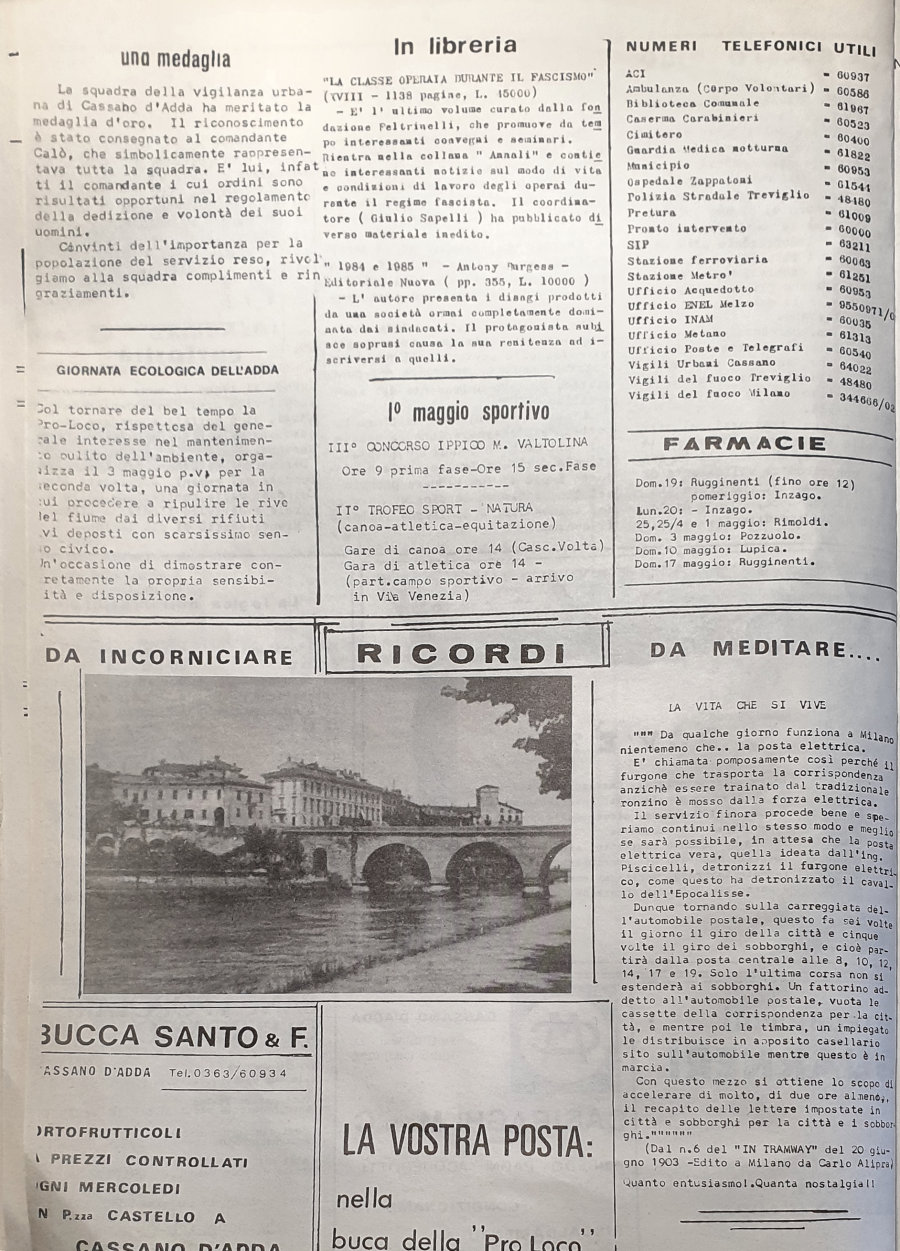 una medaglia
La squadra della vigilanza urba-
na di Cassano d'Adda ha meritato la
medaglia d'oro. Il riconoscimento
è stato consegnato al comandante
Calò, che simbolicamente rappresen-
tava tutta la squadra. E' lui, infat
ti il comandante i cui ordini sono
risultati opportuni nel regolamento
della dedizione e volontà dei suoi
uomini.
Cònvinti dell'importanza per la
popolazione del servizio reso, rivol
giamo alla squadra complimenti e rin
graziamenti.
GIORNATA ECOLOGICA DELL'ADDA
Col tornare del bel tempo la
Pro-Loco, rispettosa del gene-
rale interesse nel mantenimen-
to pulito dell'ambiente, orga-
nizza il 3 maggio p.v. per la
seconda volta, una giornata in
cui procedere a ripulire le rive
del fiume dai diversi rifiuti
vi deposti con scarsissimo sen-
so civico.
Un'occasione di dimostrare con-
cretamente la propria sensibi-
lità e disposizione.
In libreria
"LA CLASSE OPERAIA DURANTE IL FASCISMO"
(XVIII - 1138 pagine, L. 45000)
- E' l' ultimo volume curato dalla fon
dazione Feltrinelli, che promuove da tem
po interessanti convegni e seminari.
Rientra nella collana " Annali" e contie
ne interessanti notizie sul modo di vita
e condizioni di lavoro degli operai du-
rante il regime fascista. Il coordina-
tore ( Giulio Sapelli ) ha pubblicato di
verso materiale inedito.
" 1984 e 1985 " - Antony Burgess -
Editoriale Nuova ( pp. 355, L. 10000 )
- L' autore presenta i disagi prodotti
da una società ormai completamente domi-
nata dai sindacati. Il protagonista subi
sce soprusi causa la sua renitenza ad i-
scriversi a quelli.
1º maggio sportivo
III° CONCORSO IPPICO M. VALTOLINA
Ore 9 prima fase-Ore 15 sec.Fase
-----------
II° TROFEO SPORT - NATURA
(canoa-atletica-equitazione)
Gare di canoa ore 14 (Casc.Volta)
Gara di atletica ore 14 -
(part.campo sportivo - arrivo
in Via Venezia)
NUMERI TELEFONICI UTILI
ACI = 60937
Ambulanza (Corpo Volontari) = 60586
Biblioteca Comunale = 61967
Caserma Carabinieri = 60523
Cimitero = 60400
Guardia Medica notturna = 61822
Municipio = 60953
Ospedale Zappatoni = 61544
Polizia Stradale Treviglio = 48480
Pretura = 61009
Pronto intervento = 60000
SIP = 63211
Stazione ferroviaria = 60063
Stazione Metro' = 61251
Ufficio Acquedotto = 60953
Ufficio ENEL Melzo = 9550971/0
Ufficio INAM = 60035
Ufficio Metano = 61313
Ufficio Poste e Telegrafi = 60540
Vigili Urbani Cassano = 64022
Vigili del fuoco Treviglio = 48480
Vigili del fuoco Milano = 344666/02
FARMACIE
Dom.19: Rugginenti (fino ore 12)
pomeriggio: Inzago.
Lun.20: - Inzago.
25,25/4 e 1 maggio: Rimoldi.
Dom. 3 maggio: Pozzuolo.
Dom.10 maggio: Lupica.
Dom.17 maggio: Rugginenti.
DA INCORNICIARE
RICORDI
DA MEDITARE....
LA VITA CHE SI VIVE
""" Da qualche giorno funziona a Milano
nientemeno che.. la posta elettrica.
E' chiamata pomposamente così perché il
furgone che trasporta la corrispondenza
anzichè essere trainato dal tradizionale
ronzino è mosso dalla forza elettrica.
Il servizio finora procede bene e spe-
riamo continui nello stesso modo e meglio
se sarà possibile, in attesa che la posta
elettrica vera, quella ideata dall'ing.
Piscicelli, detronizzi il furgone elettri-
co, come questo ha detronizzato il caval-
lo dell'Epocalisse.
Dunque tornando sulla carreggiata del-
l'automobile postale, questo fa sei volte
il giorno il giro della città e cinque
volte il giro dei sobborghi, e cioè par-
tirà dalla posta centrale alle 8, 10, 12,
14, 17 e 19. Solo l'ultima corsa non si
estenderà ai sobborghi. Un fattorino ad-
detto all'automobile postale, vuota le
cassette della corrispondenza per la cit-
tà, e mentre poi le timbra, un impiegato
le distribuisce in apposito casellario
sito sull'automobile mentre questo è in
marcia.
Con questo mezzo si ottiene lo scopo di
accelerare di molto, di due ore almeno,
il recapito delle lettere impostate in
città e sobborghi per la città e i sobbor-
ghi."""""
(Dal n.6 del "IN TRAMWAY" del 20 giu-
gno 1903 -Edito a Milano da Carlo Alipra)
Quanto entusiasmo!.Quanta nostalgia!!
BUCCA SANTO & F.
CASSANO D'ADDA Tel.0363/60934
ORTOFRUTTICOLI
A PREZZI CONTROLLATI
OGNI MERCOLEDI
IN P.zza CASTELLO A
CASSANO D'ADDA
LA VOSTRA POSTA:
nella
buca della "Pro Loco"